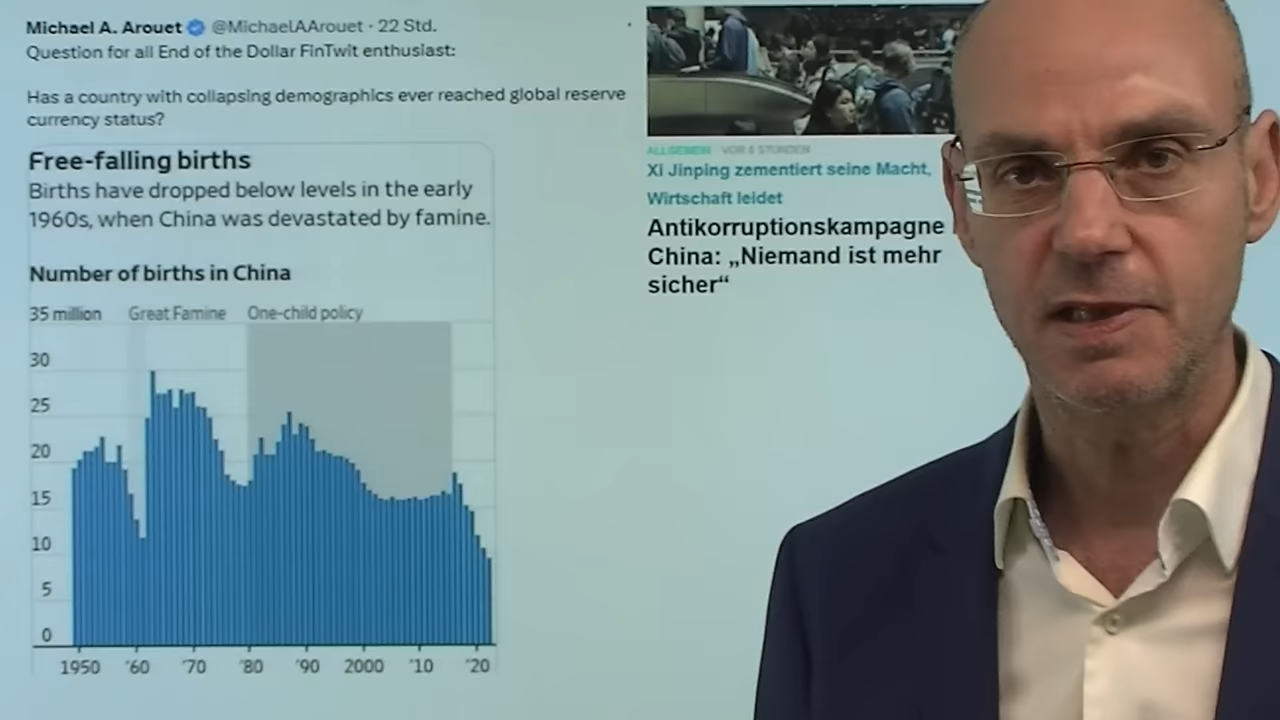 Michael A. Arouet @MichaelAArouet · 22 Std.
Question for all End of the Dollar FinTwit enthusiast:
Has a country with collapsing demographics ever reached global reserve
currency status?
Free-falling births
Births have dropped below levels in the early
1960s, when China was devastated by famine.
Number of births in China
35 million Great Famine One-child policy
30
25
20
15
10
5
0
1950 '60 '70 '80 '90 2000 '10 '20
ALLGEMEIN VOR 6 STUNDEN
Xi Jinping zementiert seine Macht,
Wirtschaft leidet
Antikorruptionskampagne
China: „Niemand ist mehr
sicher“